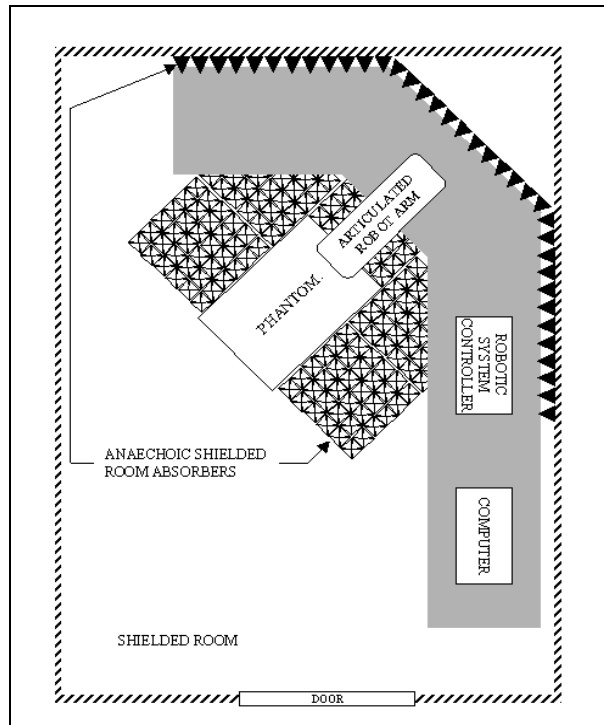 ARTICULATED
ROBOT ARM
PHANTOM.
ROBOTIC
SYSTEM
CONTROLLER
ANAECHOIC SHIELDED
ROOM ABSORBERS
COMPUTER
SHIELDED ROOM
DOOR